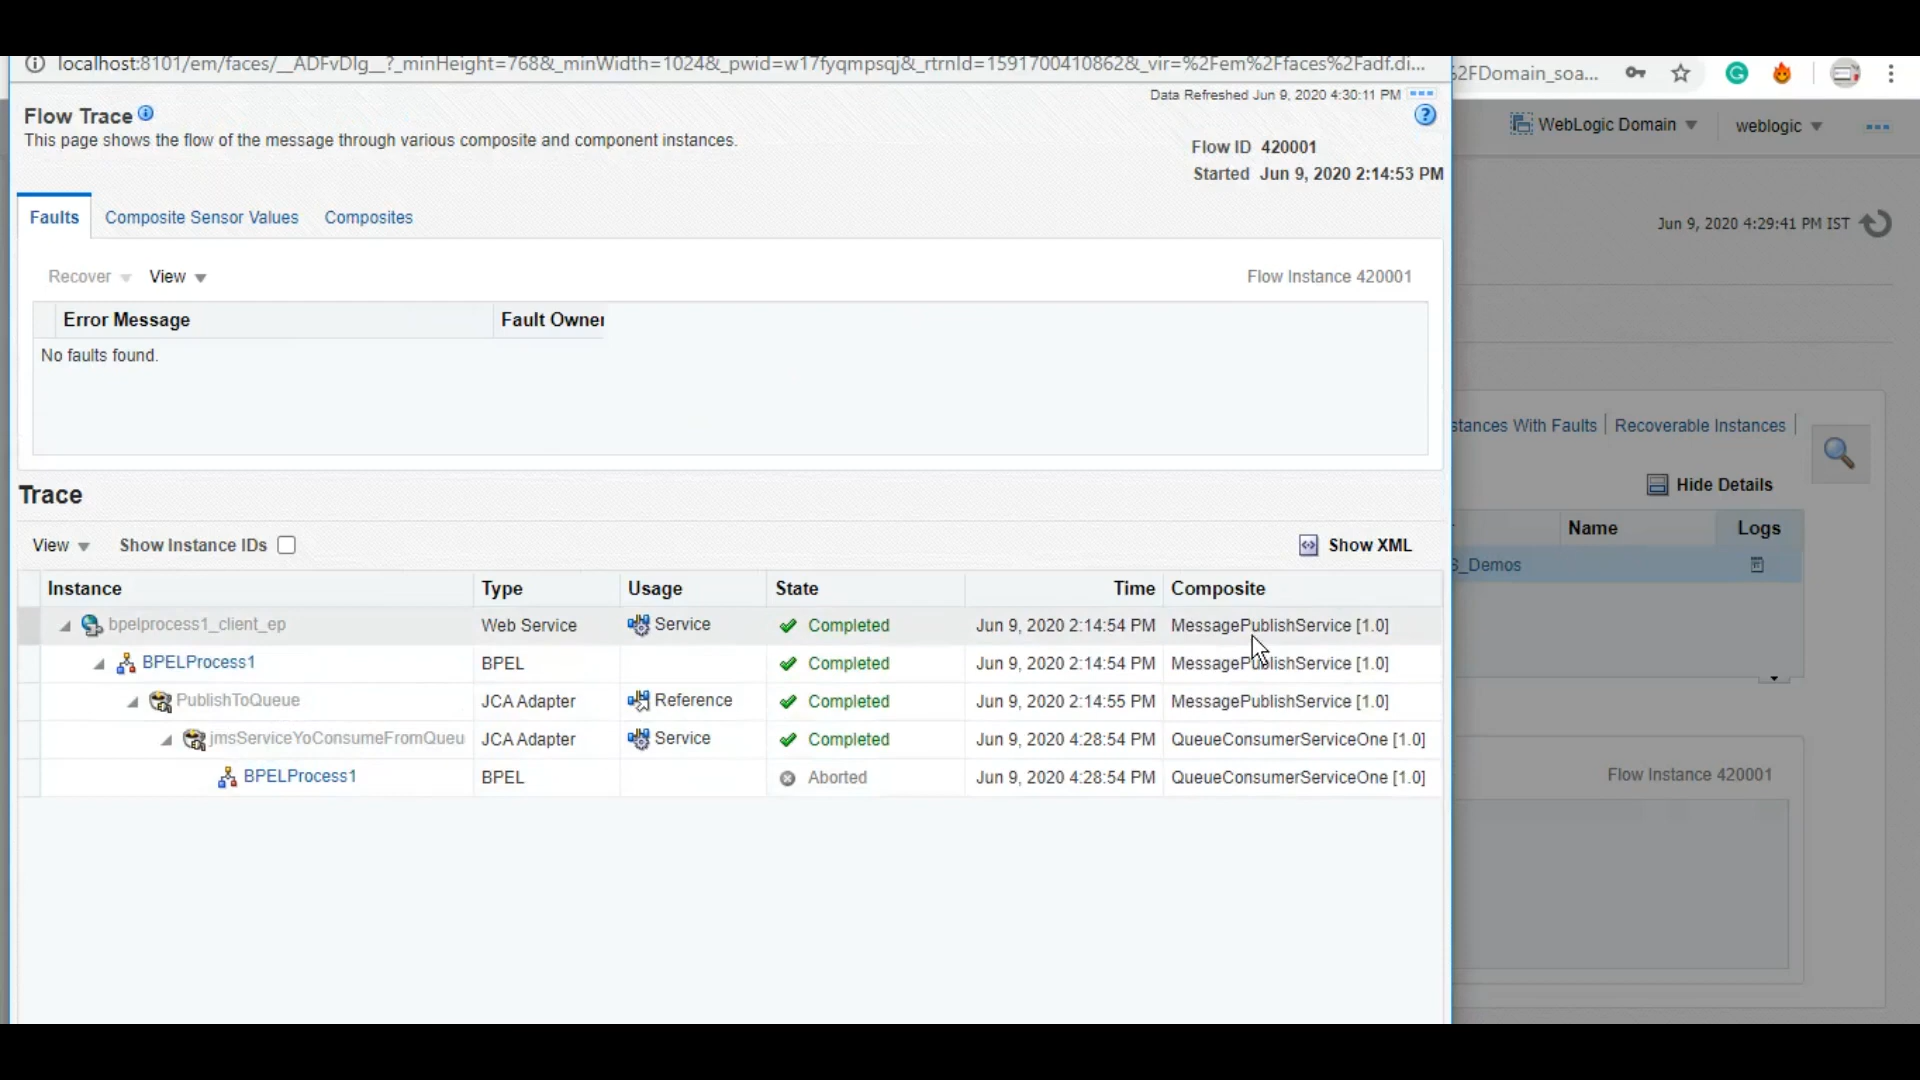 localhost:8101/em/faces/__ADFvDlg__?_minHeight=768&_minWidth=1024&_pwid=w17fyqmpsqj&_rtrnId=15917004110862&_vir=%2Fem%2Ffaces%2Fadf.di...
%2FDomain_soa...
Data Refreshed Jun 9, 2020 4:30:11 PM
Flow Trace
This page shows the flow of the message through various composite and component instances.
Flow ID 420001
Started Jun 9, 2020 2:14:53 PM
WebLogic Domain
weblogic
Jun 9, 2020 4:29:41 PM IST
Faults
Composite Sensor Values
Composites
Recover
View
Flow Instance 420001
Error Message
Fault Owner
No faults found.
stances With Faults
Recoverable Instances
Hide Details
Name
Logs
S_Demos
Trace
View
Show Instance IDs
Show XML
Instance Type Usage State Time Composite
bpelprocess1_client_ep Web Service Service Completed Jun 9, 2020 2:14:54 PM MessagePublishService [1.0]
BPELProcess1 BPEL Completed Jun 9, 2020 2:14:54 PM MessagePublishService [1.0]
PublishToQueue JCA Adapter Reference Completed Jun 9, 2020 2:14:55 PM MessagePublishService [1.0]
jmsServiceYoConsumeFromQueu JCA Adapter Service Completed Jun 9, 2020 4:28:54 PM QueueConsumerServiceOne [1.0]
BPELProcess1 BPEL Aborted Jun 9, 2020 4:28:54 PM QueueConsumerServiceOne [1.0]
Flow Instance 420001